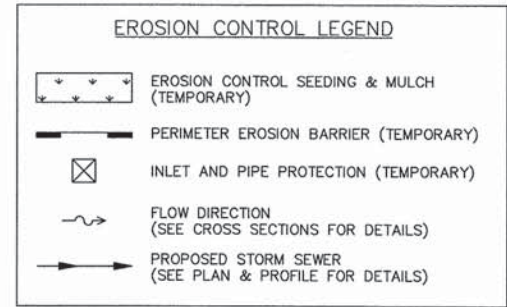 EROSION CONTROL LEGEND
EROSION CONTROL SEEDING & MULCH
(TEMPORARY)
PERIMETER EROSION BARRIER (TEMPORARY)
INLET AND PIPE PROTECTION (TEMPORARY)
FLOW DIRECTION
(SEE CROSS SECTIONS FOR DETAILS)
PROPOSED STORM SEWER
(SEE PLAN & PROFILE FOR DETAILS)